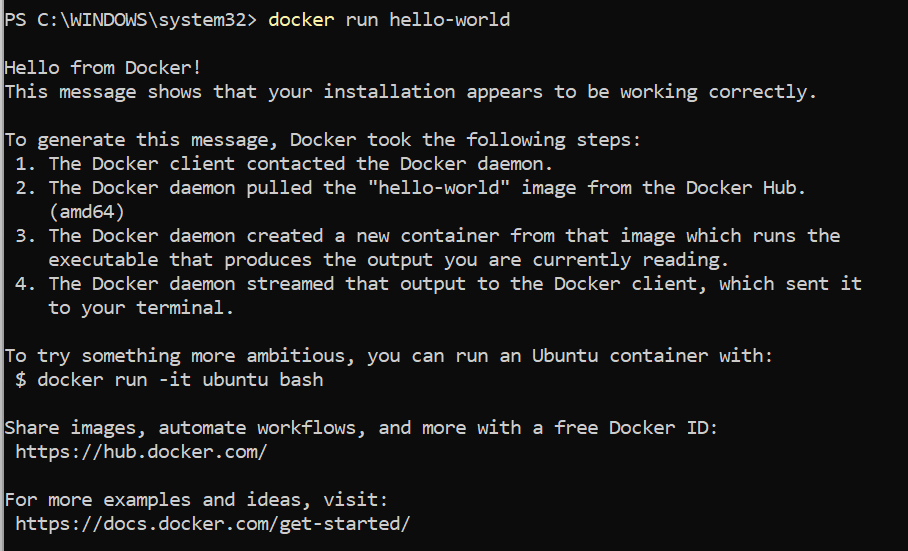 PS C:\WINDOWS\system32> docker run hello-world
Hello from Docker!
This message shows that your installation appears to be working correctly.
To generate this message, Docker took the following steps:
1. The Docker client contacted the Docker daemon.
2. The Docker daemon pulled the "hello-world" image from the Docker Hub.
(amd64)
3. The Docker daemon created a new container from that image which runs the
executable that produces the output you are currently reading.
4. The Docker daemon streamed that output to the Docker client, which sent it
to your terminal.
To try something more ambitious, you can run an Ubuntu container with:
$ docker run -it ubuntu bash
Share images, automate workflows, and more with a free Docker ID:
https://hub.docker.com/
For more examples and ideas, visit:
https://docs.docker.com/get-started/